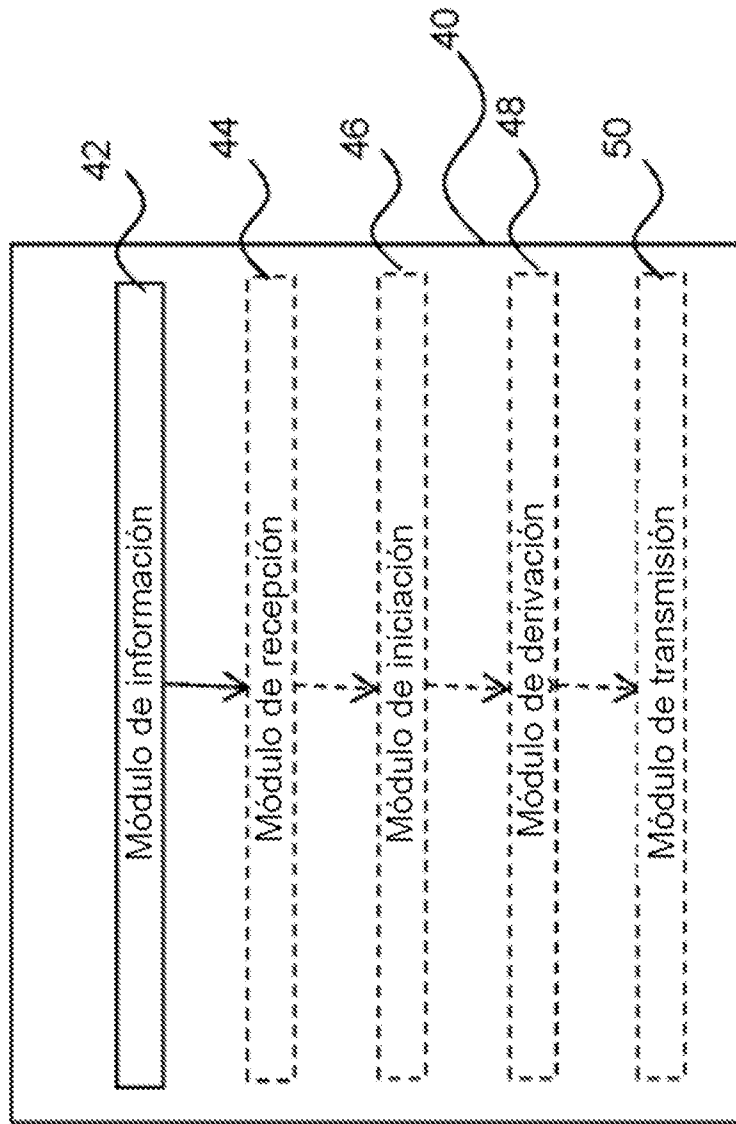 Módulo de información
42
Módulo de recepción
44
Módulo de iniciación
46
Módulo de derivación
48
Módulo de transmisión
50
40